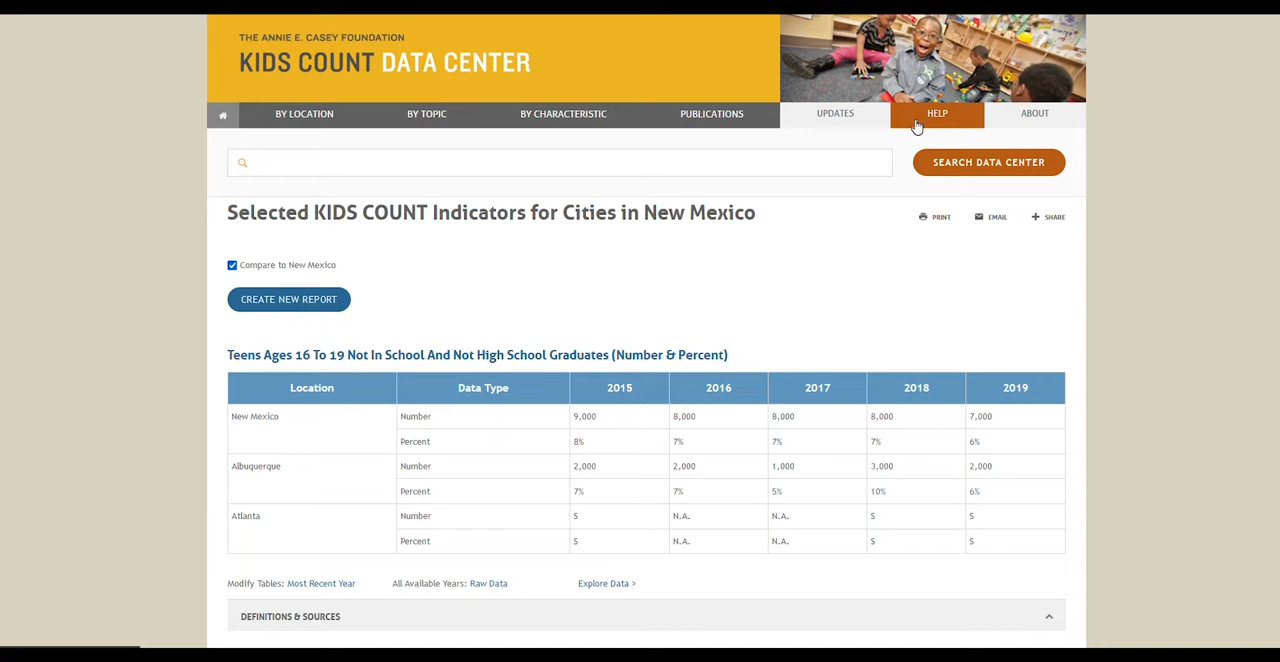 THE ANNIE E. CASEY FOUNDATION
KIDS COUNT DATA CENTER
BY LOCATION BY TOPIC BY CHARACTERISTIC PUBLICATIONS UPDATES HELP ABOUT
SEARCH DATA CENTER
Selected KIDS COUNT Indicators for Cities in New Mexico
PRINT EMAIL SHARE
Compare to New Mexico
CREATE NEW REPORT
Teens Ages 16 To 19 Not In School And Not High School Graduates (Number & Percent)
Location Data Type 2015 2016 2017 2018 2019
New Mexico Number 9,000 8,000 8,000 8,000 7,000
Percent 8% 7% 7% 7% 6%
Albuquerque Number 2,000 2,000 1,000 3,000 2,000
Percent 7% 7% 5% 10% 6%
Atlanta Number S N.A. N.A. S S
Percent S N.A. N.A. S S
Modify Tables: Most Recent Year All Available Years: Raw Data Explore Data >
DEFINITIONS & SOURCES